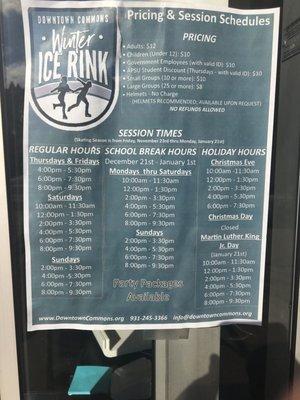 DOWNTOWN COMMONS
Winter
ICE RINK
Pricing & Session Schedules
PRICING
Adults: $12
Children (Under 12): $10
Government Employees (with valid ID): $10
APSU Student Discount (Thursdays - with valid ID): $10
Small Groups (10 or more): $10
Large Groups (25 or more): $8
Helmets - No Charge
(HELMETS RECOMMENDED; AVAILABLE UPON REQUEST)
NO REFUNDS ALLOWED
SESSION TIMES
(Skating Season is from Friday, November 23rd thru Monday, January 21st)
REGULAR HOURS
Thursdays & Fridays
4:00pm - 5:30pm
6:00pm - 7:30pm
8:00pm - 9:30pm
Saturdays
10:00am - 11:30am
12:00pm - 1:30pm
2:00pm - 3:30pm
4:00pm - 5:30pm
6:00pm - 7:30pm
8:00pm - 9:30pm
Sundays
2:00pm - 3:30pm
4:00pm - 5:30pm
6:00pm - 7:30pm
8:00pm - 9:30pm
SCHOOL BREAK HOURS
December 21st - January 1st
Mondays thru Saturdays
10:00am - 11:30am
12:00pm - 1:30pm
2:00pm - 3:30pm
4:00pm - 5:30pm
6:00pm - 7:30pm
8:00pm - 9:30pm
Sundays
2:00pm - 3:30pm
4:00pm - 5:30pm
6:00pm - 7:30pm
8:00pm - 9:30pm
Party Packages
Available
HOLIDAY HOURS
Christmas Eve
10:00am - 11:30am
12:00pm - 1:30pm
2:00pm - 3:30pm
4:00pm - 5:30pm
6:00pm - 7:30pm
Christmas Day
Closed
Martin Luther King
Jr. Day
(January 21st)
10:00am - 11:30am
12:00pm - 1:30pm
2:00pm - 3:30pm
4:00pm - 5:30pm
6:00pm - 7:30pm
8:00pm - 9:30pm
www.DowntownCommons.org 931-245-3366 info@downtowncommons.org